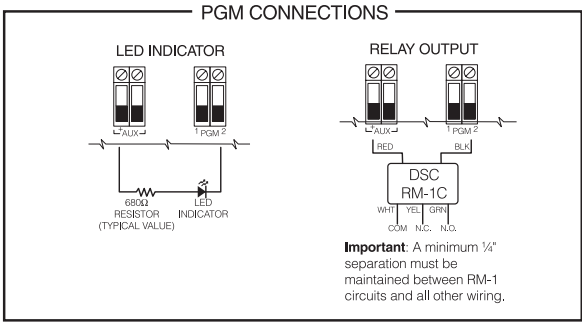 PGM CONNECTIONS
LED INDICATOR
+AUX-
1 PGM 2
680Ω
RESISTOR
(TYPICAL VALUE)
LED
INDICATOR
RELAY OUTPUT
+AUX-
1 PGM 2
RED
BLK
DSC
RM-1C
WHT YEL GRN
COM N.C. N.O.
Important: A minimum ¼"
separation must be
maintained between RM-1
circuits and all other wiring.